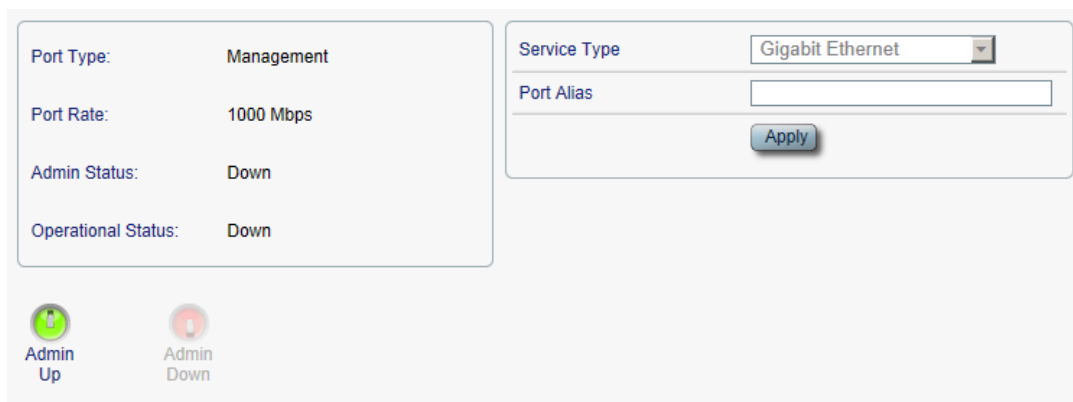 Port Type: Management
Port Rate: 1000 Mbps
Admin Status: Down
Operational Status: Down
Service Type Gigabit Ethernet
Port Alias
Apply
Admin
Up
Admin
Down